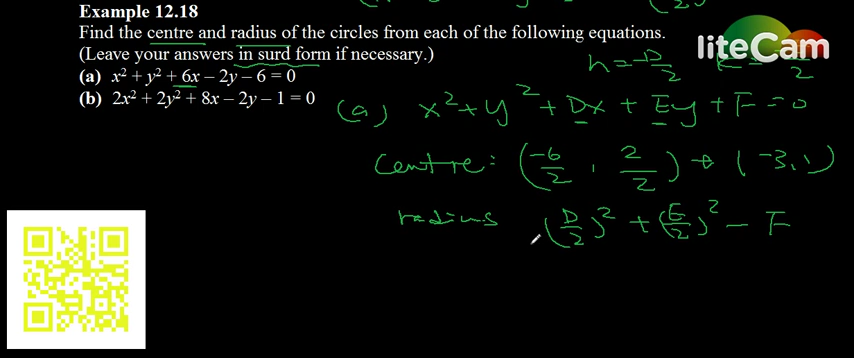 Example 12.18
Find the centre and radius of the circles from each of the following equations.
(Leave your answers in surd form if necessary.)
(a) x² + y² + 6x – 2y – 6 = 0
(b) 2x² + 2y² + 8x – 2y – 1 = 0
liteCam
h = -D/2
(a) x² + y² + Dx + Ey + F = 0
Centre: (-6/2, 2/2) → (-3, 1)
radius (D/2)² + (E/2)² - F